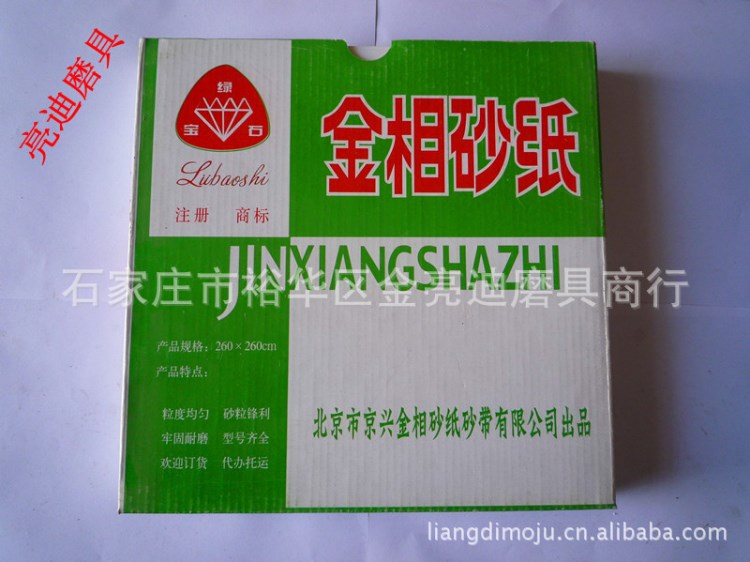 亮迪磨具
绿
宝 石
Lubaoshi
注册 商标
金相砂纸
JINXIANGSHAZHI
石家庄市裕华区金亮迪磨具商行
产品规格：260×260cm
产品特点：
粒度均匀 砂粒锋利
牢固耐磨 型号齐全
欢迎订货 代办托运
北京市京兴金相砂纸砂带有限公司出品
liangdimoju.cn.alibaba.com